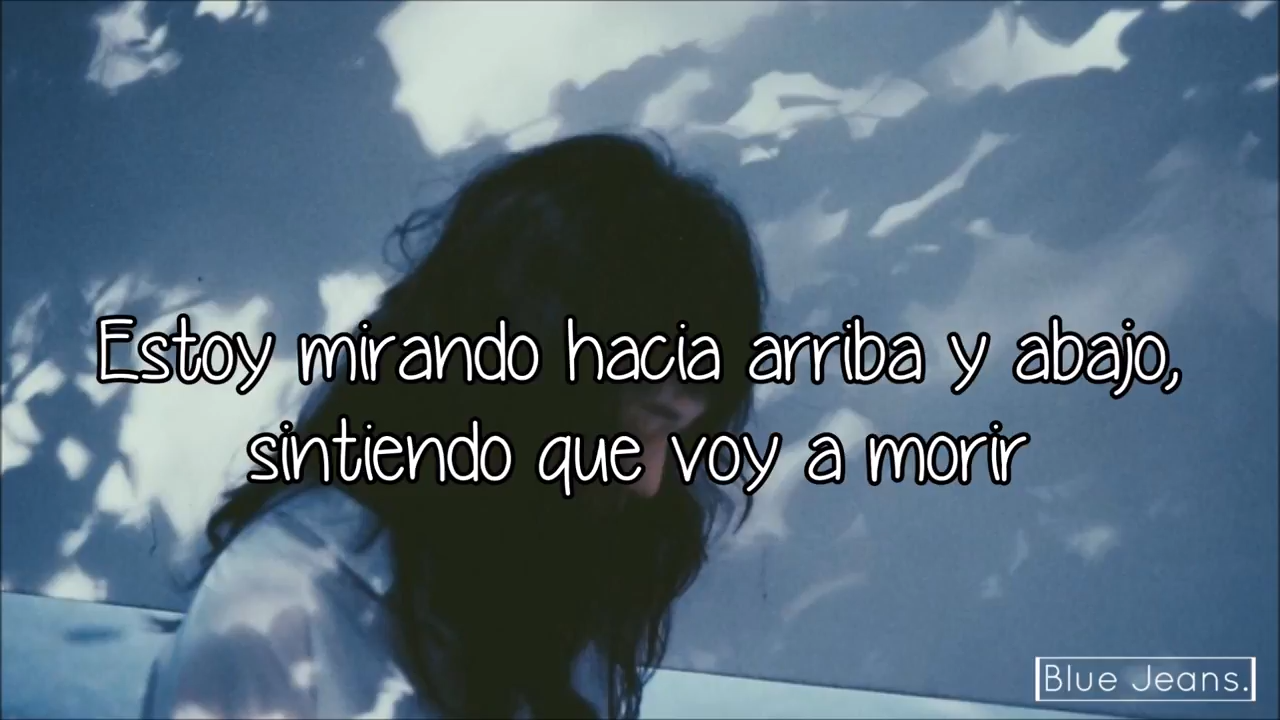 Estoy mirando hacia arriba y abajo,
sintiendo que voy a morir
Blue Jeans.